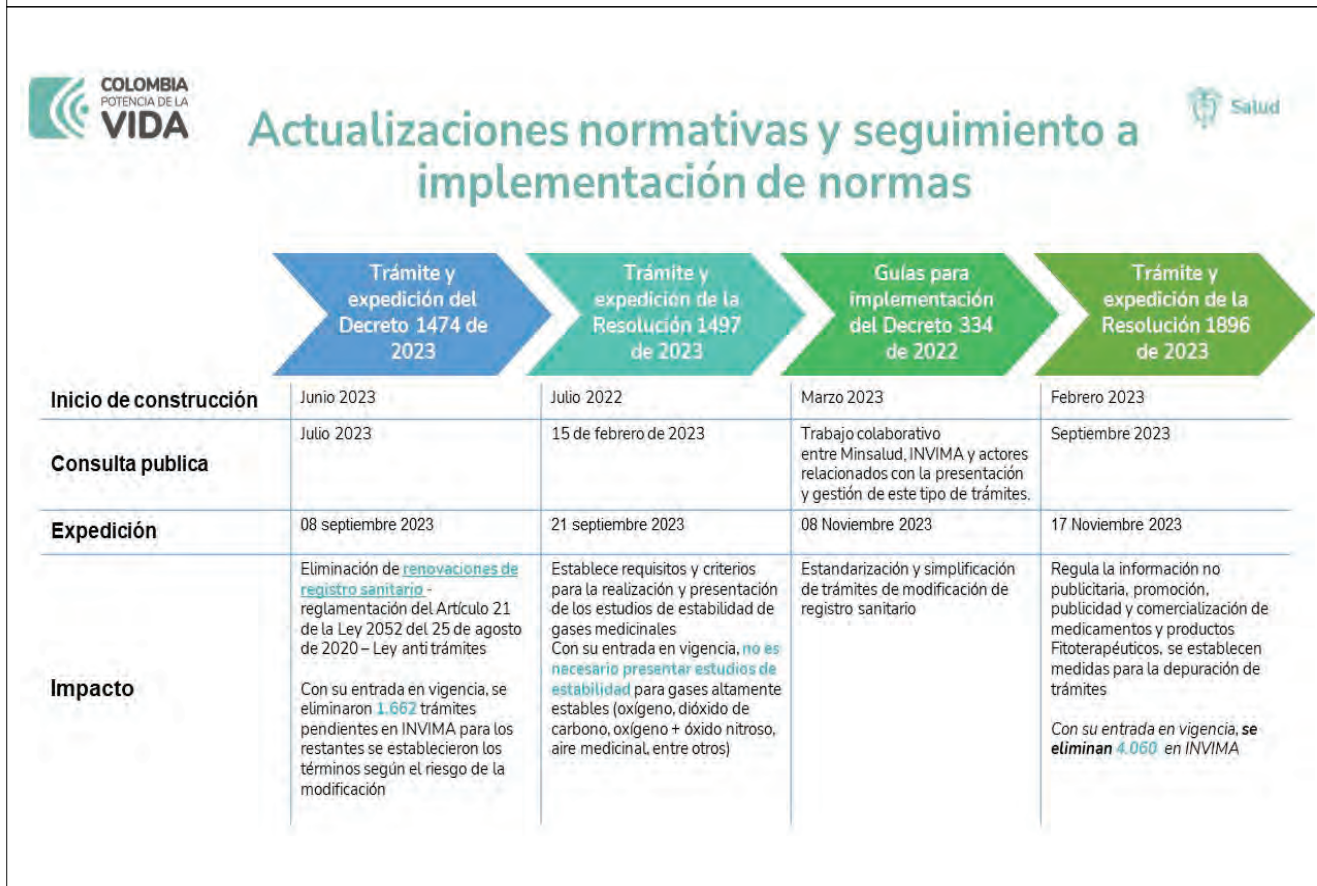 COLOMBIA
POTENCIA DE LA
VIDA
Salud
Actualizaciones normativas y seguimiento a
implementación de normas
Trámite y
expedición del
Decreto 1474 de
2023
Trámite y
expedición de la
Resolución 1497
de 2023
Guías para
implementación
del Decreto 334
de 2022
Trámite y
expedición de la
Resolución 1896
de 2023
Inicio de construcción
Junio 2023
Julio 2022
Marzo 2023
Febrero 2023
Consulta publica
Julio 2023
15 de febrero de 2023
Trabajo colaborativo
entre Minsalud, INVIMA y actores
relacionados con la presentación
y gestión de este tipo de trámites.
Septiembre 2023
Expedición
08 septiembre 2023
21 septiembre 2023
08 Noviembre 2023
17 Noviembre 2023
Impacto
Eliminación de renovaciones de
registro sanitario -
reglamentación del Artículo 21
de la Ley 2052 del 25 de agosto
de 2020 – Ley anti trámites
Con su entrada en vigencia, se
eliminaron 1.662 trámites
pendientes en INVIMA para los
restantes se establecieron los
términos según el riesgo de la
modificación
Establece requisitos y criterios
para la realización y presentación
de los estudios de estabilidad de
gases medicinales
Con su entrada en vigencia, no es
necesario presentar estudios de
estabilidad para gases altamente
estables (oxígeno, dióxido de
carbono, oxígeno + óxido nitroso,
aire medicinal, entre otros)
Estandarización y simplificación
de trámites de modificación de
registro sanitario
Regula la información no
publicitaria, promoción,
publicidad y comercialización de
medicamentos y productos
Fitoterapéuticos, se establecen
medidas para la depuración de
trámites
Con su entrada en vigencia, se
eliminan 4.060 en INVIMA